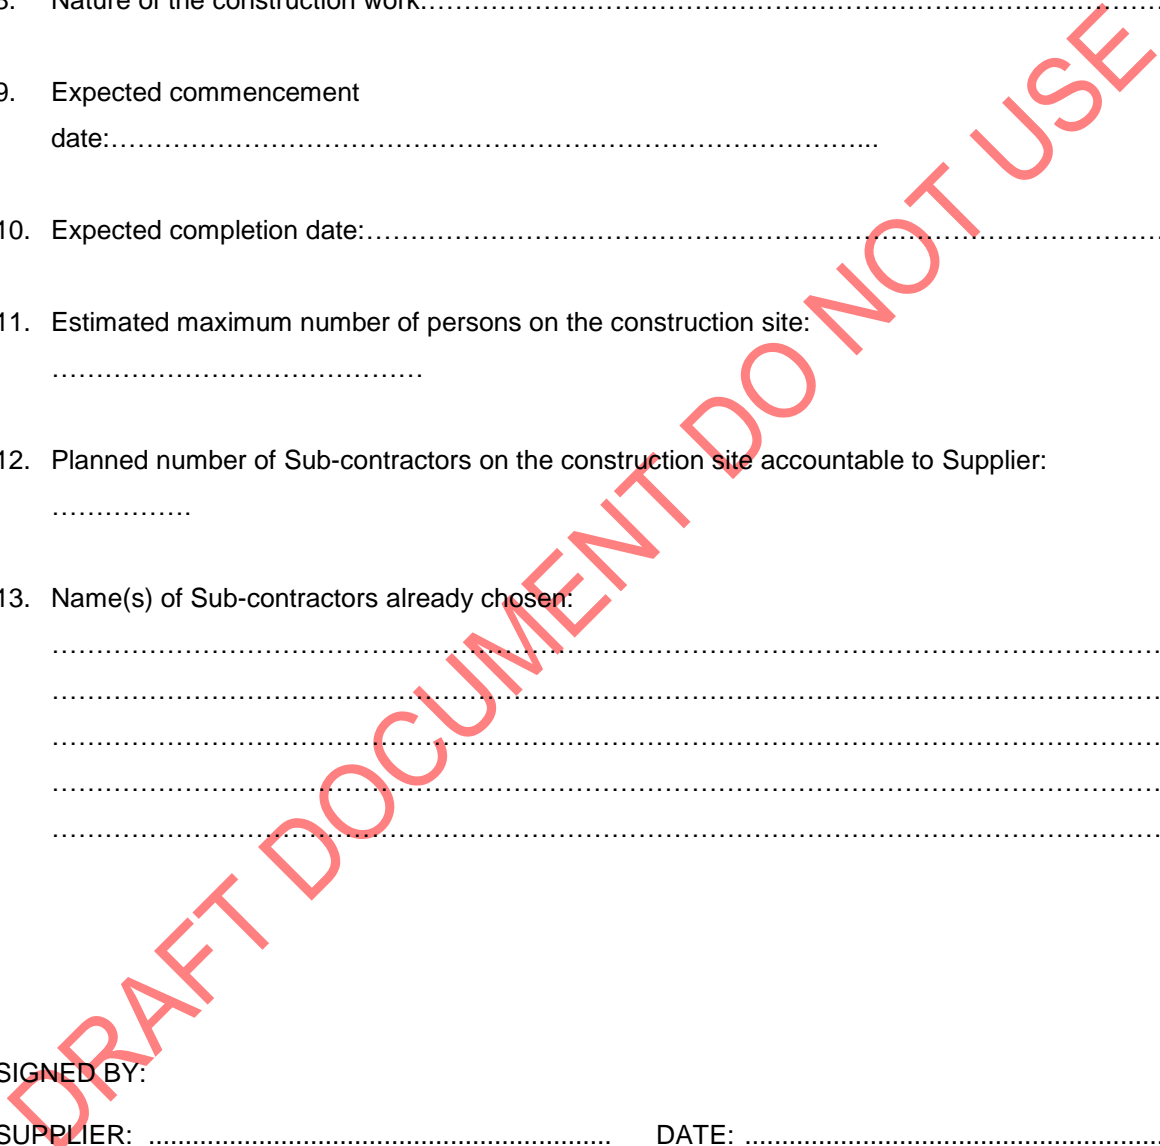 8. Nature of the construction work:……………………………………………………………………………
9. Expected commencement
date:…………………………………………………………………………...
10. Expected completion date:………………………………………………………………………………
11. Estimated maximum number of persons on the construction site:
……………………………………
12. Planned number of Sub-contractors on the construction site accountable to Supplier:
…………….
13. Name(s) of Sub-contractors already chosen:
………………………………………………………………………………………………………………
………………………………………………………………………………………………………………
………………………………………………………………………………………………………………
………………………………………………………………………………………………………………
………………………………………………………………………………………………………………
SIGNED BY:
SUPPLIER: ............................................................... DATE: .........................................................
DRAFT DOCUMENT DO NOT USE